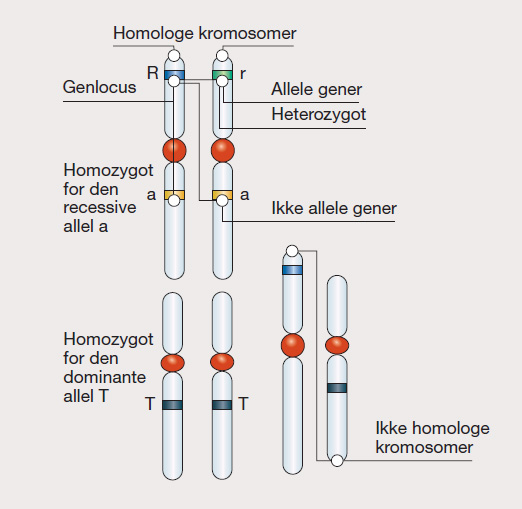 Homologe kromosomer
R
r
Genlocus
Allele gener
Heterozygot
Homozygot
for den
recessive
allel a
a
a
Ikke allele gener
Homozygot
for den
dominante
allel T
T
T
Ikke homologe
kromosomer